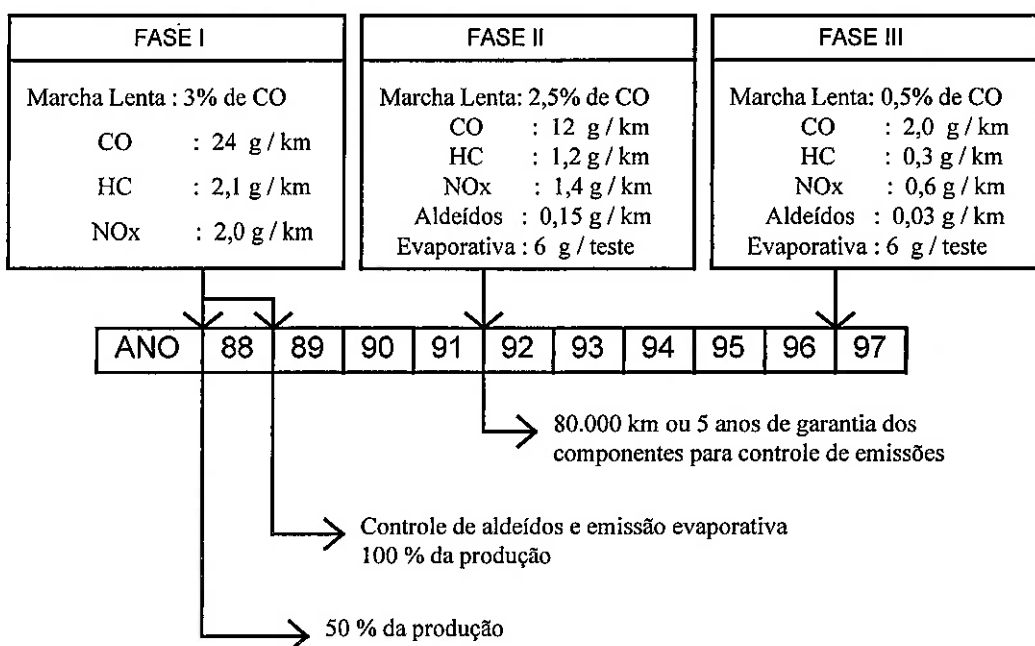 FASE I
Marcha Lenta : 3% de CO
CO : 24 g / km
HC : 2,1 g / km
NOx : 2,0 g / km
FASE II
Marcha Lenta: 2,5% de CO
CO : 12 g / km
HC : 1,2 g / km
NOx : 1,4 g / km
Aldeídos : 0,15 g / km
Evaporativa : 6 g / teste
FASE III
Marcha Lenta: 0,5% de CO
CO : 2,0 g / km
HC : 0,3 g / km
NOx : 0,6 g / km
Aldeídos : 0,03 g / km
Evaporativa : 6 g / teste
ANO 88 89 90 91 92 93 94 95 96 97
80.000 km ou 5 anos de garantia dos
componentes para controle de emissões
Controle de aldeídos e emissão evaporativa
100 % da produção
50 % da produção